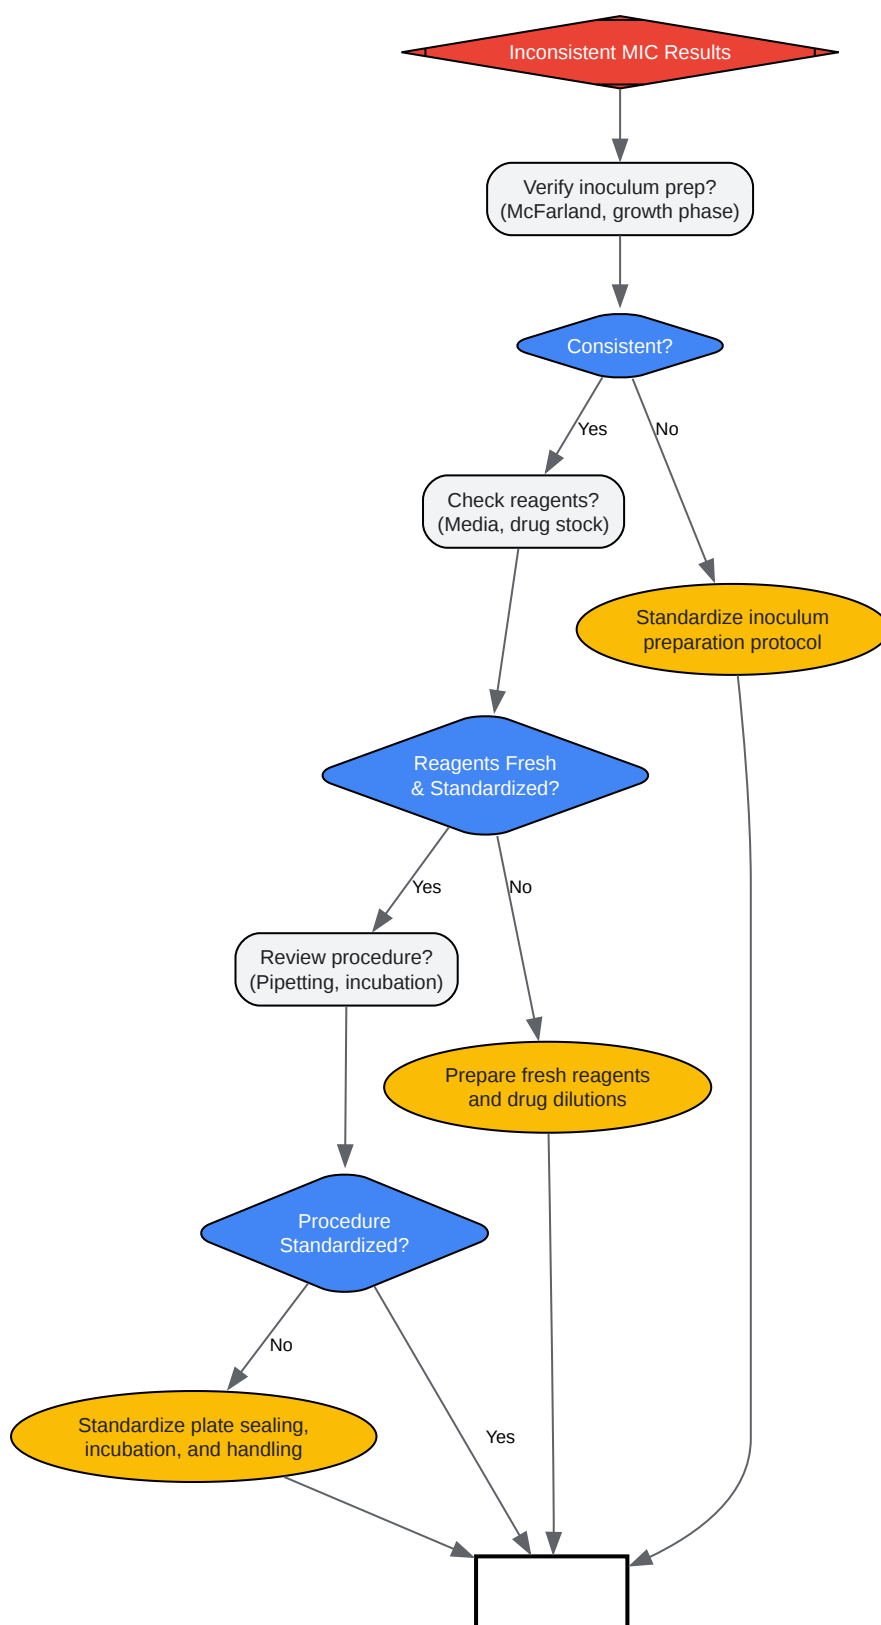 Inconsistent MIC Results
Verify inoculum prep?
(McFarland, growth phase)
Consistent?
Yes
No
Check reagents?
(Media, drug stock)
Standardize inoculum
preparation protocol
Reagents Fresh
& Standardized?
Yes
No
Review procedure?
(Pipetting, incubation)
Prepare fresh reagents
and drug dilutions
Procedure
Standardized?
No
Yes
Standardize plate sealing,
incubation, and handling